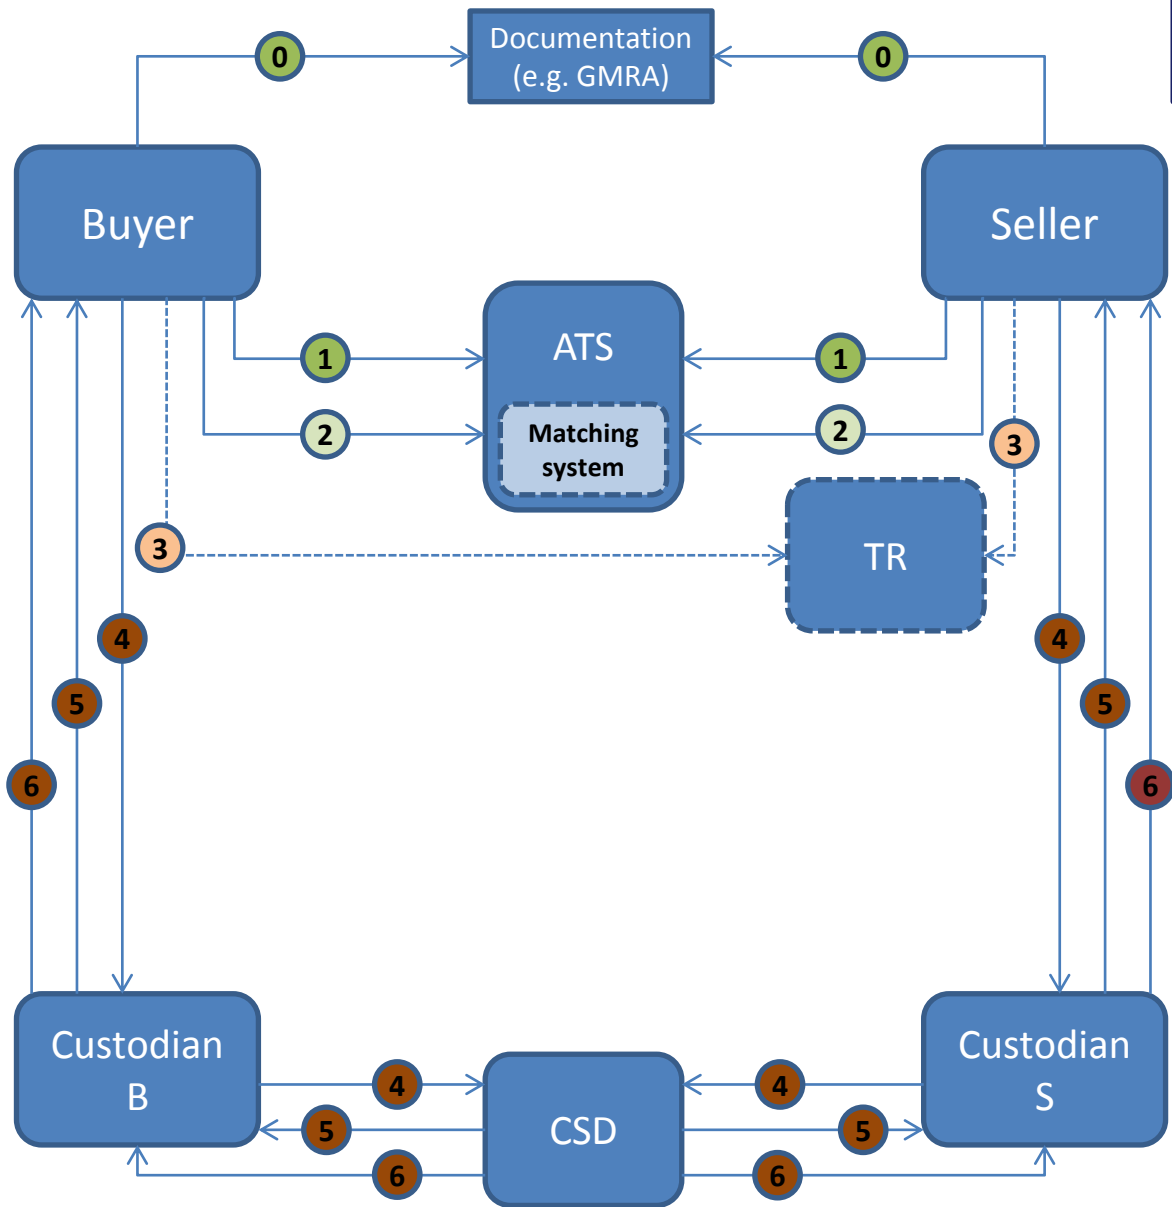 Documentation
(e.g. GMRA)
0
0
Buyer
Seller
ATS
1
1
Matching
system
2
2
3
3
TR
4
4
5
5
6
6
Custodian
B
Custodian
S
4
4
CSD
5
5
6
6